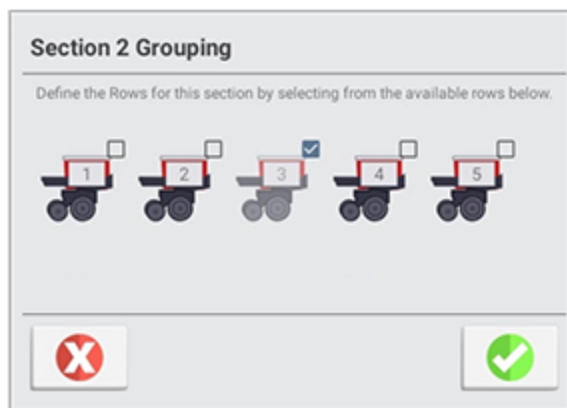 Section 2 Grouping
Define the Rows for this section by selecting from the available rows below.
1 2 3 4 5